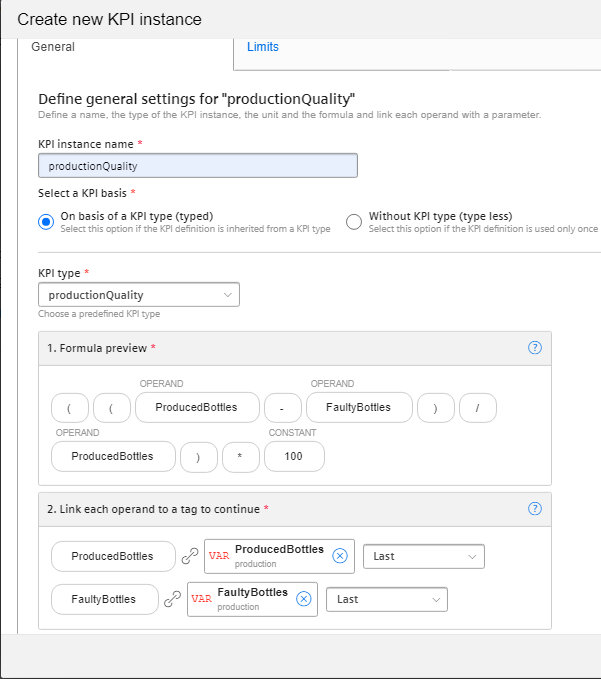 Create new KPI instance
General
Limits
Define general settings for "productionQuality"
Define a name, the type of the KPI instance, the unit and the formula and link each operand with a parameter.
KPI instance name *
productionQuality
Select a KPI basis *
On basis of a KPI type (typed)
Select this option if the KPI definition is inherited from a KPI type
Without KPI type (type less)
Select this option if the KPI definition is used only once
KPI type *
productionQuality
Choose a predefined KPI type
1. Formula preview *
?
OPERAND OPERAND
( ( ProducedBottles - FaultyBottles ) /
OPERAND CONSTANT
ProducedBottles ) * 100
2. Link each operand to a tag to continue *
?
ProducedBottles VAR ProducedBottles Last
production
FaultyBottles VAR FaultyBottles Last
production